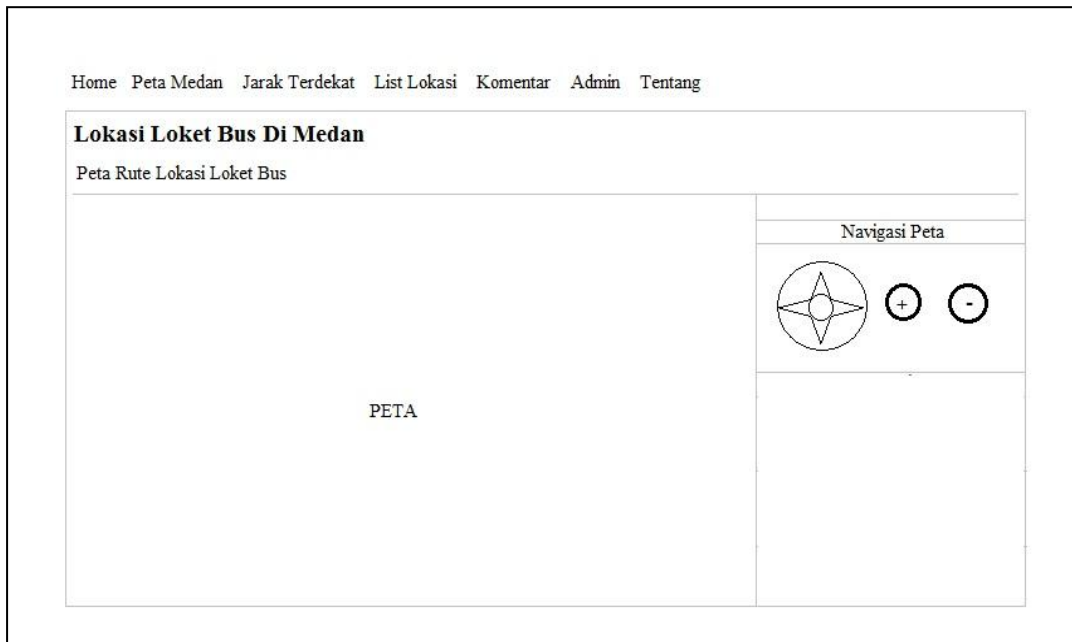 Home Peta Medan Jarak Terdekat List Lokasi Komentar Admin Tentang
Lokasi Loket Bus Di Medan
Peta Rute Lokasi Loket Bus
Navigasi Peta
+ -
PETA